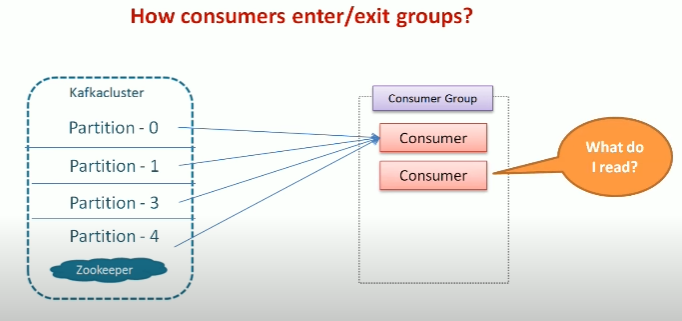 How consumers enter/exit groups?
Kafkacluster
Partition - 0
Partition - 1
Partition - 3
Partition - 4
Zookeeper
Consumer Group
Consumer
Consumer
What do
I read?